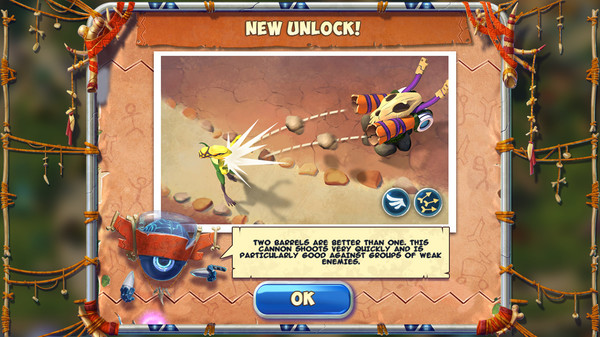 NEW UNLOCK!
TWO BARRELS ARE BETTER THAN ONE. THIS
CANNON SHOOTS VERY QUICKLY AND IS
PARTICULARLY GOOD AGAINST GROUPS OF WEAK
ENEMIES.
OK